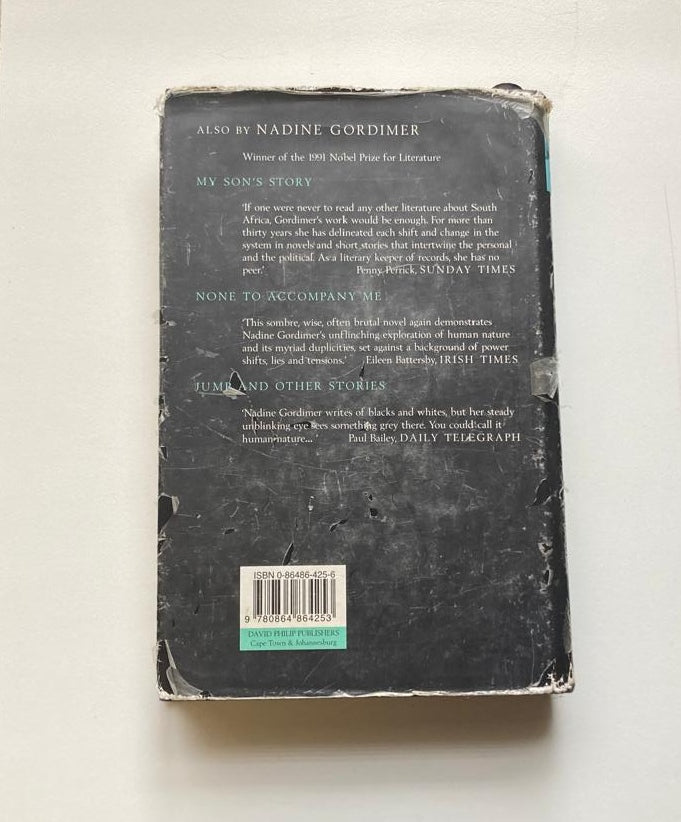 ALSO BY NADINE GORDIMER
Winner of the 1991 Nobel Prize for Literature
MY SON'S STORY
'If one were never to read any other literature about South
Africa, Gordimer's work would be enough. For more than
thirty years she has delineated each shift and change in the
system in novels and short stories that intertwine the personal
and the political. As a literary keeper of records, she has no
peer.' Penny Perrick, SUNDAY TIMES
NONE TO ACCOMPANY ME
'This sombre, wise, often brutal novel again demonstrates
Nadine Gordimer's unflinching exploration of human nature
and its myriad duplicities, set against a background of power
shifts, lies and tensions.' Eileen Battersby, IRISH TIMES
JUMP AND OTHER STORIES
'Nadine Gordimer writes of blacks and whites, but her steady
unblinking eye sees something grey there. You could call it
human nature... ' Paul Bailey, DAILY TELEGRAPH
ISBN 0-86486-425-6
9 780864 864253
DAVID PHILIP PUBLISHERS
Cape Town & Johannesburg